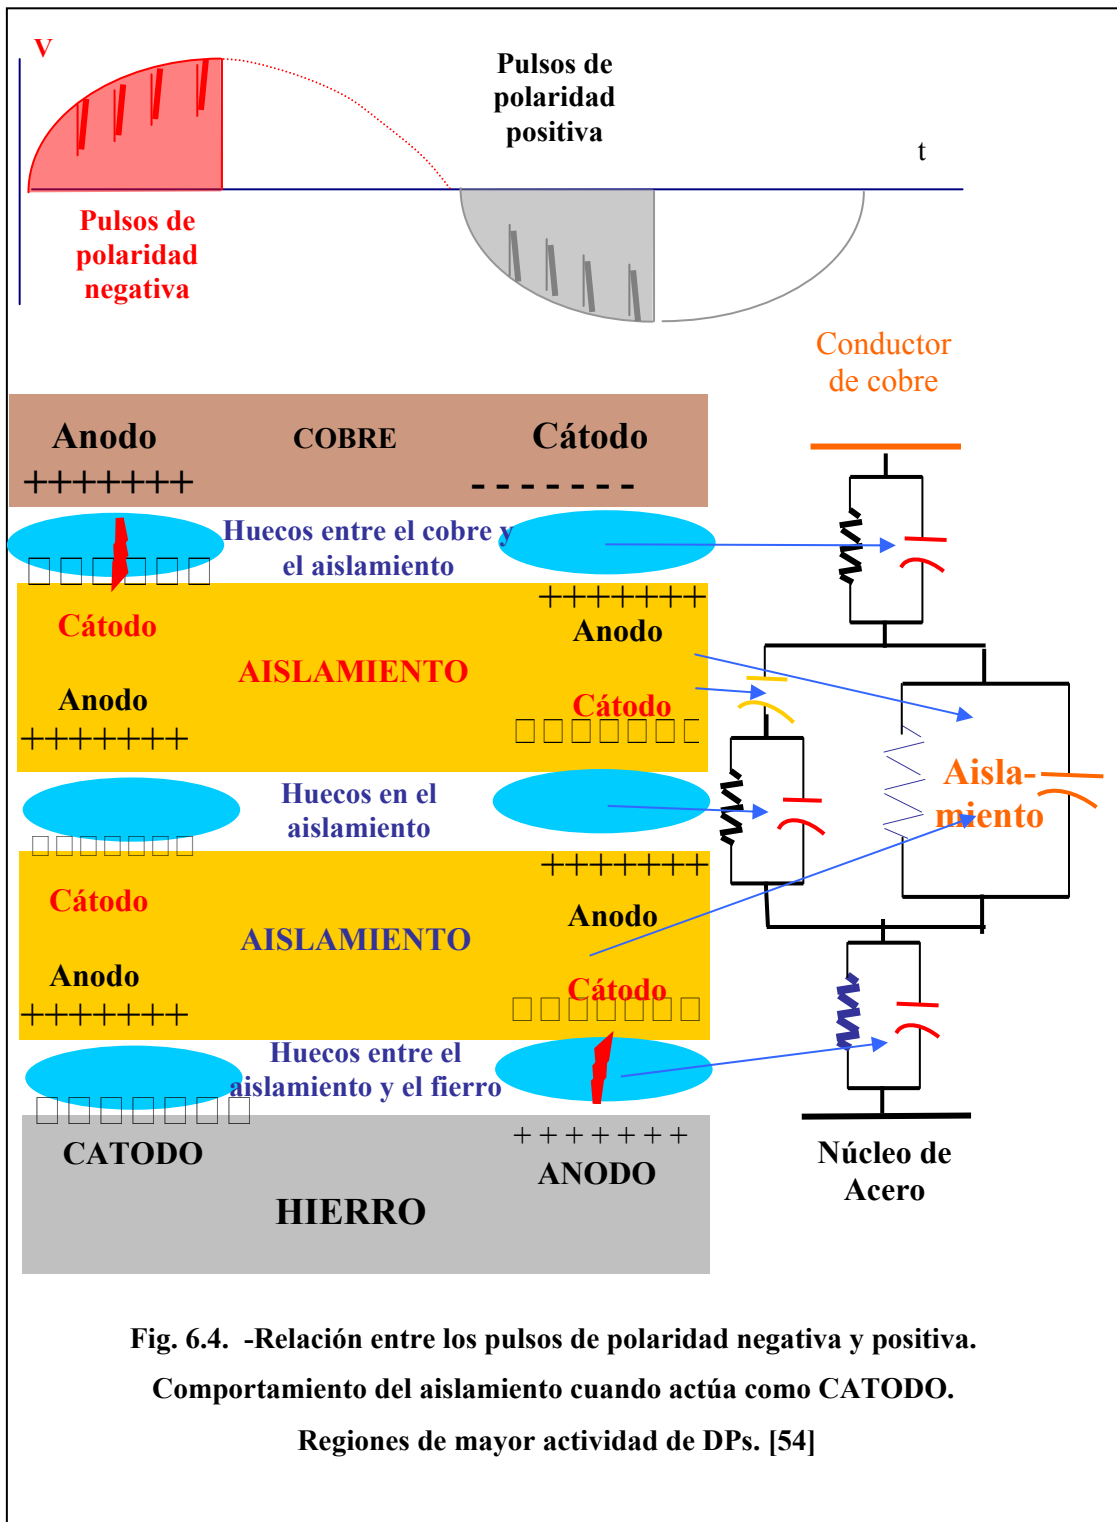 V
Pulsos de
polaridad
positiva
t
Pulsos de
polaridad
negativa
Conductor
de cobre
Anodo
COBRE
Cátodo
+++++++
- - - - - - -
Huecos entre el cobre y
el aislamiento
□ □ □ □ □ □ □
+++++++
Cátodo
Anodo
AISLAMIENTO
Anodo
Cátodo
+++++++
□ □ □ □ □ □ □
Aisla-
miento
Huecos en el
aislamiento
□ □ □ □ □ □ □
+++++++
Cátodo
Anodo
AISLAMIENTO
Anodo
Cátodo
+++++++
□ □ □ □ □ □ □
Huecos entre el
aislamiento y el fierro
□ □ □ □ □ □ □
+ + + + + + +
CATODO
ANODO
HIERRO
Núcleo de
Acero
Fig. 6.4. -Relación entre los pulsos de polaridad negativa y positiva.
Comportamiento del aislamiento cuando actúa como CATODO.
Regiones de mayor actividad de DPs. [54]